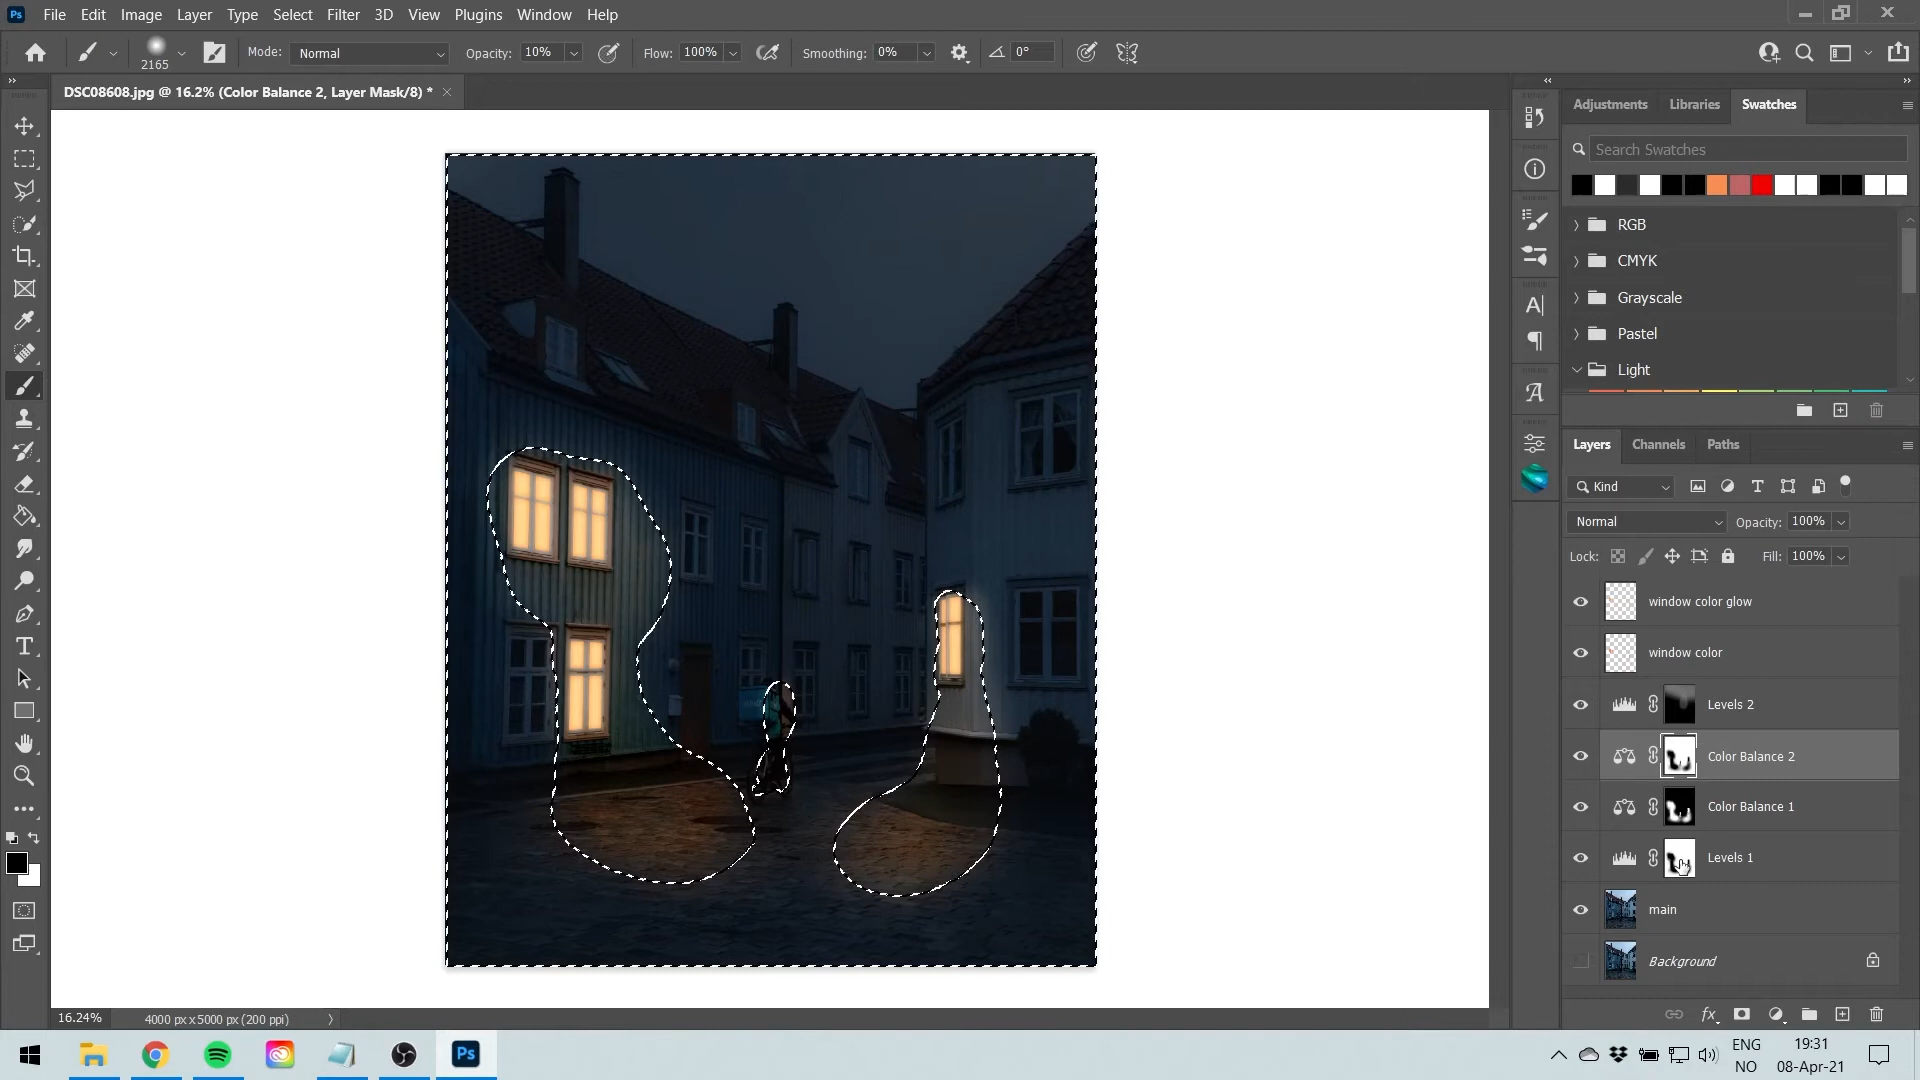 Ps File Edit Image Layer Type Select Filter 3D View Plugins Window Help
2165 Mode: Normal Opacity: 10% Flow: 100% Smoothing: 0% 0°
DSC08608.jpg @ 16.2% (Color Balance 2, Layer Mask/8) * ×
Adjustments Libraries Swatches
Search Swatches
RGB
CMYK
Grayscale
Pastel
Light
Layers Channels Paths
Kind
Normal Opacity: 100%
Lock: Fill: 100%
window color glow
window color
Levels 2
Color Balance 2
Color Balance 1
Levels 1
main
Background
16.24% 4000 px x 5000 px (200 ppi)
Ps
ENG 19:31
NO 08-Apr-21